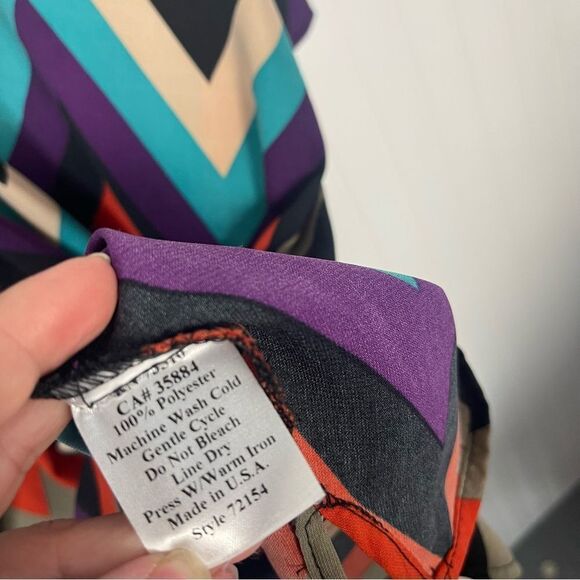 CA# 35884
100% Polyester
Machine Wash Cold
Gentle Cycle
Do Not Bleach
Line Dry
Press W/Warm Iron
Made in U.S.A.
Style 72154